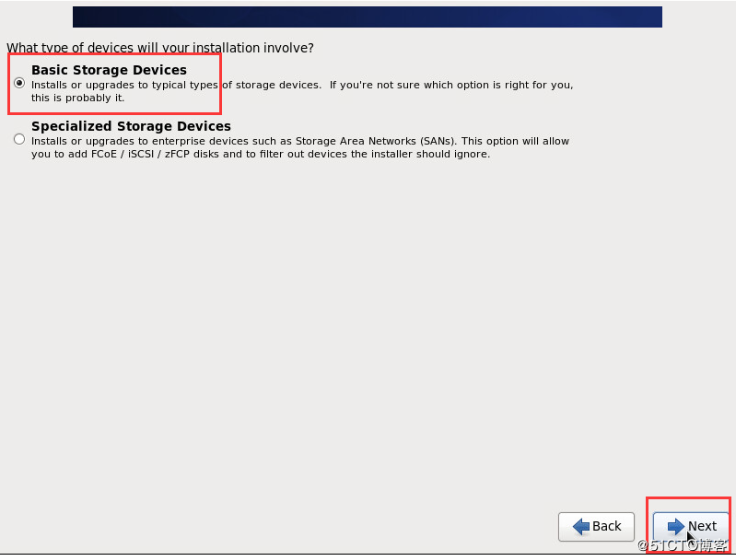 What type of devices will your installation involve?
Basic Storage Devices
Installs or upgrades to typical types of storage devices.  If you're not sure which option is right for you,
this is probably it.
Specialized Storage Devices
Installs or upgrades to enterprise devices such as Storage Area Networks (SANs). This option will allow
you to add FCoE / iSCSI / zFCP disks and to filter out devices the installer should ignore.
Back
Next
@51CTO博客